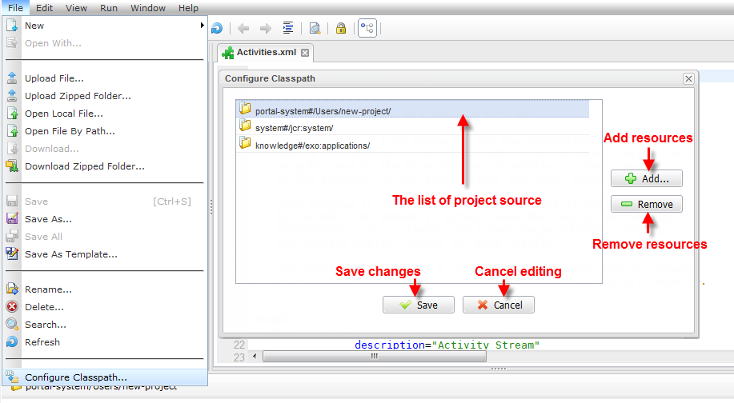 File Edit View Run Window Help
New
Open With...
Upload File...
Upload Zipped Folder...
Open Local File...
Open File By Path...
Download...
Download Zipped Folder...
Save [Ctrl+S]
Save As...
Save All
Save As Template...
Rename...
Delete...
Search...
Refresh
Configure Classpath...
portal-system/Users/new-project
Activities.xml
Configure Classpath
portal-system#/Users/new-project/
system#/jcr:system/
knowledge#/exo:applications/
The list of project source
Add resources
Add...
Remove
Remove resources
Save changes
Cancel editing
Save
Cancel
22 description="Activity Stream"
23